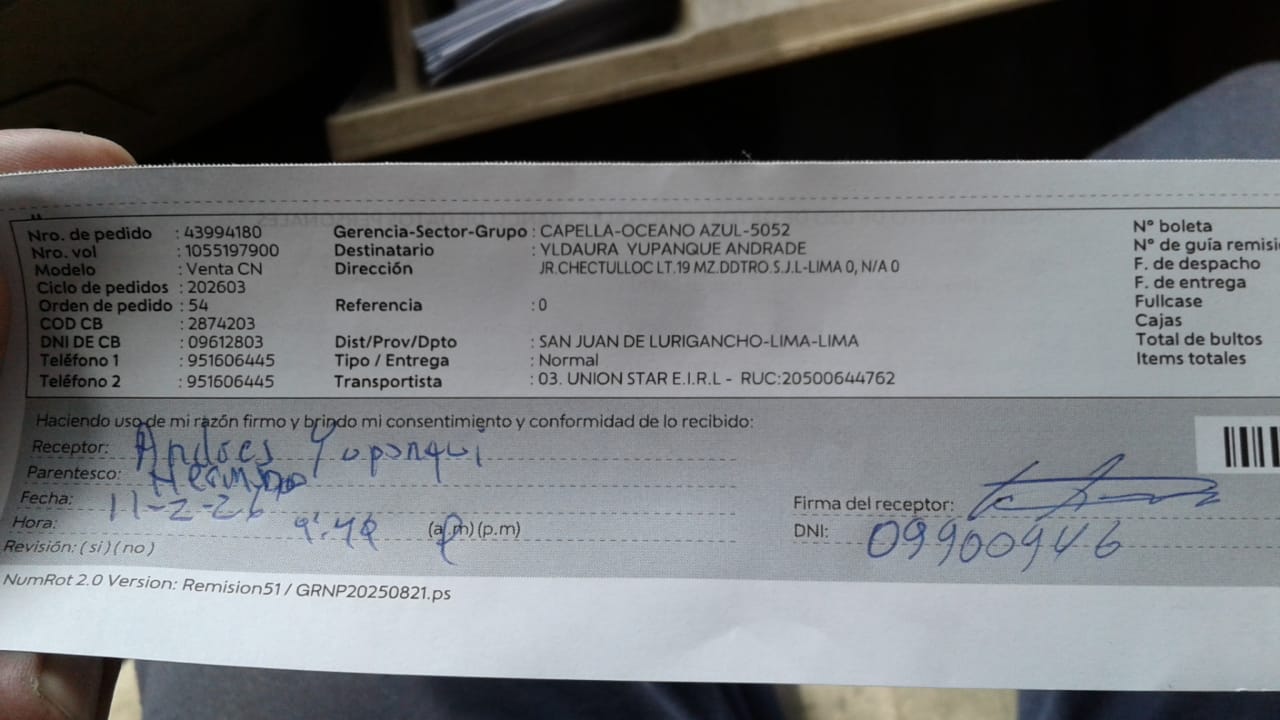 Nro. de pedido : 43994180 Gerencia-Sector-Grupo : CAPELLA-OCEANO AZUL-5052 N° boleta
Nro. vol : 1055197900 Destinatario : YLDAURA YUPANQUE ANDRADE N° de guía remisi
Modelo : Venta CN Dirección JR.CHECTULLOC LT.19 MZ.DDTRO.S.J.L-LIMA 0, N/A 0 F. de despacho
Ciclo de pedidos : 202603 F. de entrega
Orden de pedido : 54 Referencia : 0 Fullcase
COD CB : 2874203 Cajas
DNI DE CB : 09612803 Dist/Prov/Dpto : SAN JUAN DE LURIGANCHO-LIMA-LIMA Total de bultos
Teléfono 1 : 951606445 Tipo / Entrega : Normal Items totales
Teléfono 2 : 951606445 Transportista : 03. UNION STAR E.I.R.L - RUC:20500644762
Haciendo uso de mi razón firmo y brindo mi consentimiento y conformidad de lo recibido:
Receptor: Andres Yupanqui
Parentesco: Hermano
Fecha: 11-2-26 Firma del receptor:
Hora: (a.m) (p.m) DNI: 09900946
Revisión: ( si ) ( no )
NumRot 2.0 Version: Remision51 / GRNP20250821.ps